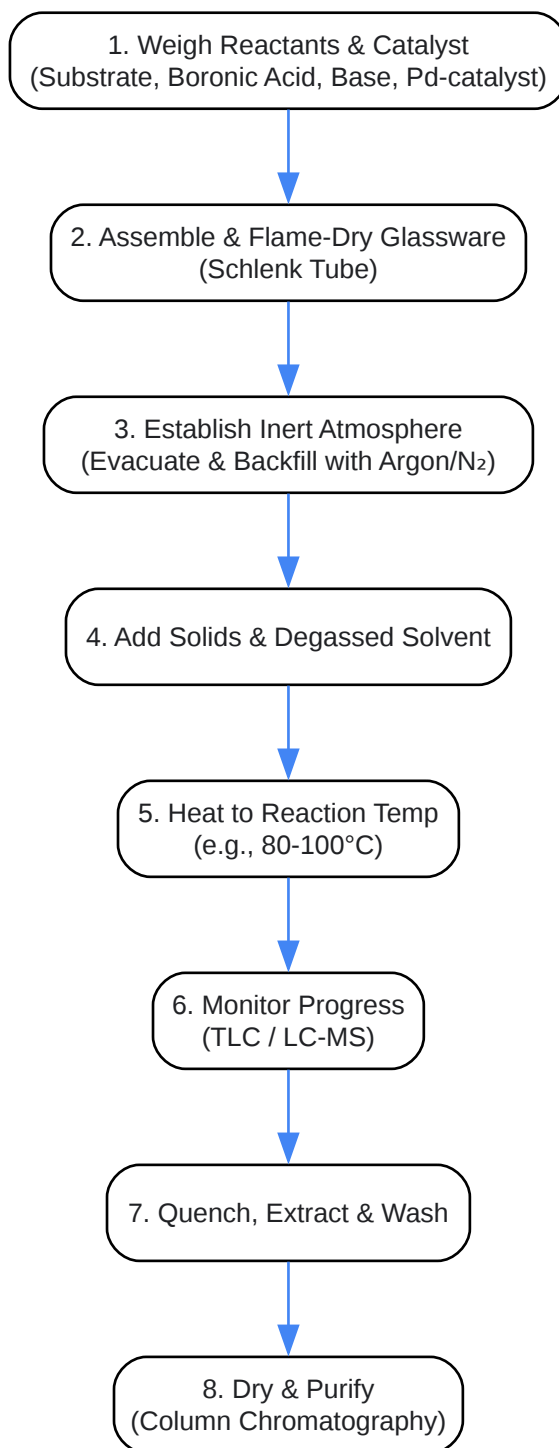 1. Weigh Reactants & Catalyst
(Substrate, Boronic Acid, Base, Pd-catalyst)
2. Assemble & Flame-Dry Glassware
(Schlenk Tube)
3. Establish Inert Atmosphere
(Evacuate & Backfill with Argon/N₂)
4. Add Solids & Degassed Solvent
5. Heat to Reaction Temp
(e.g., 80-100°C)
6. Monitor Progress
(TLC / LC-MS)
7. Quench, Extract & Wash
8. Dry & Purify
(Column Chromatography)